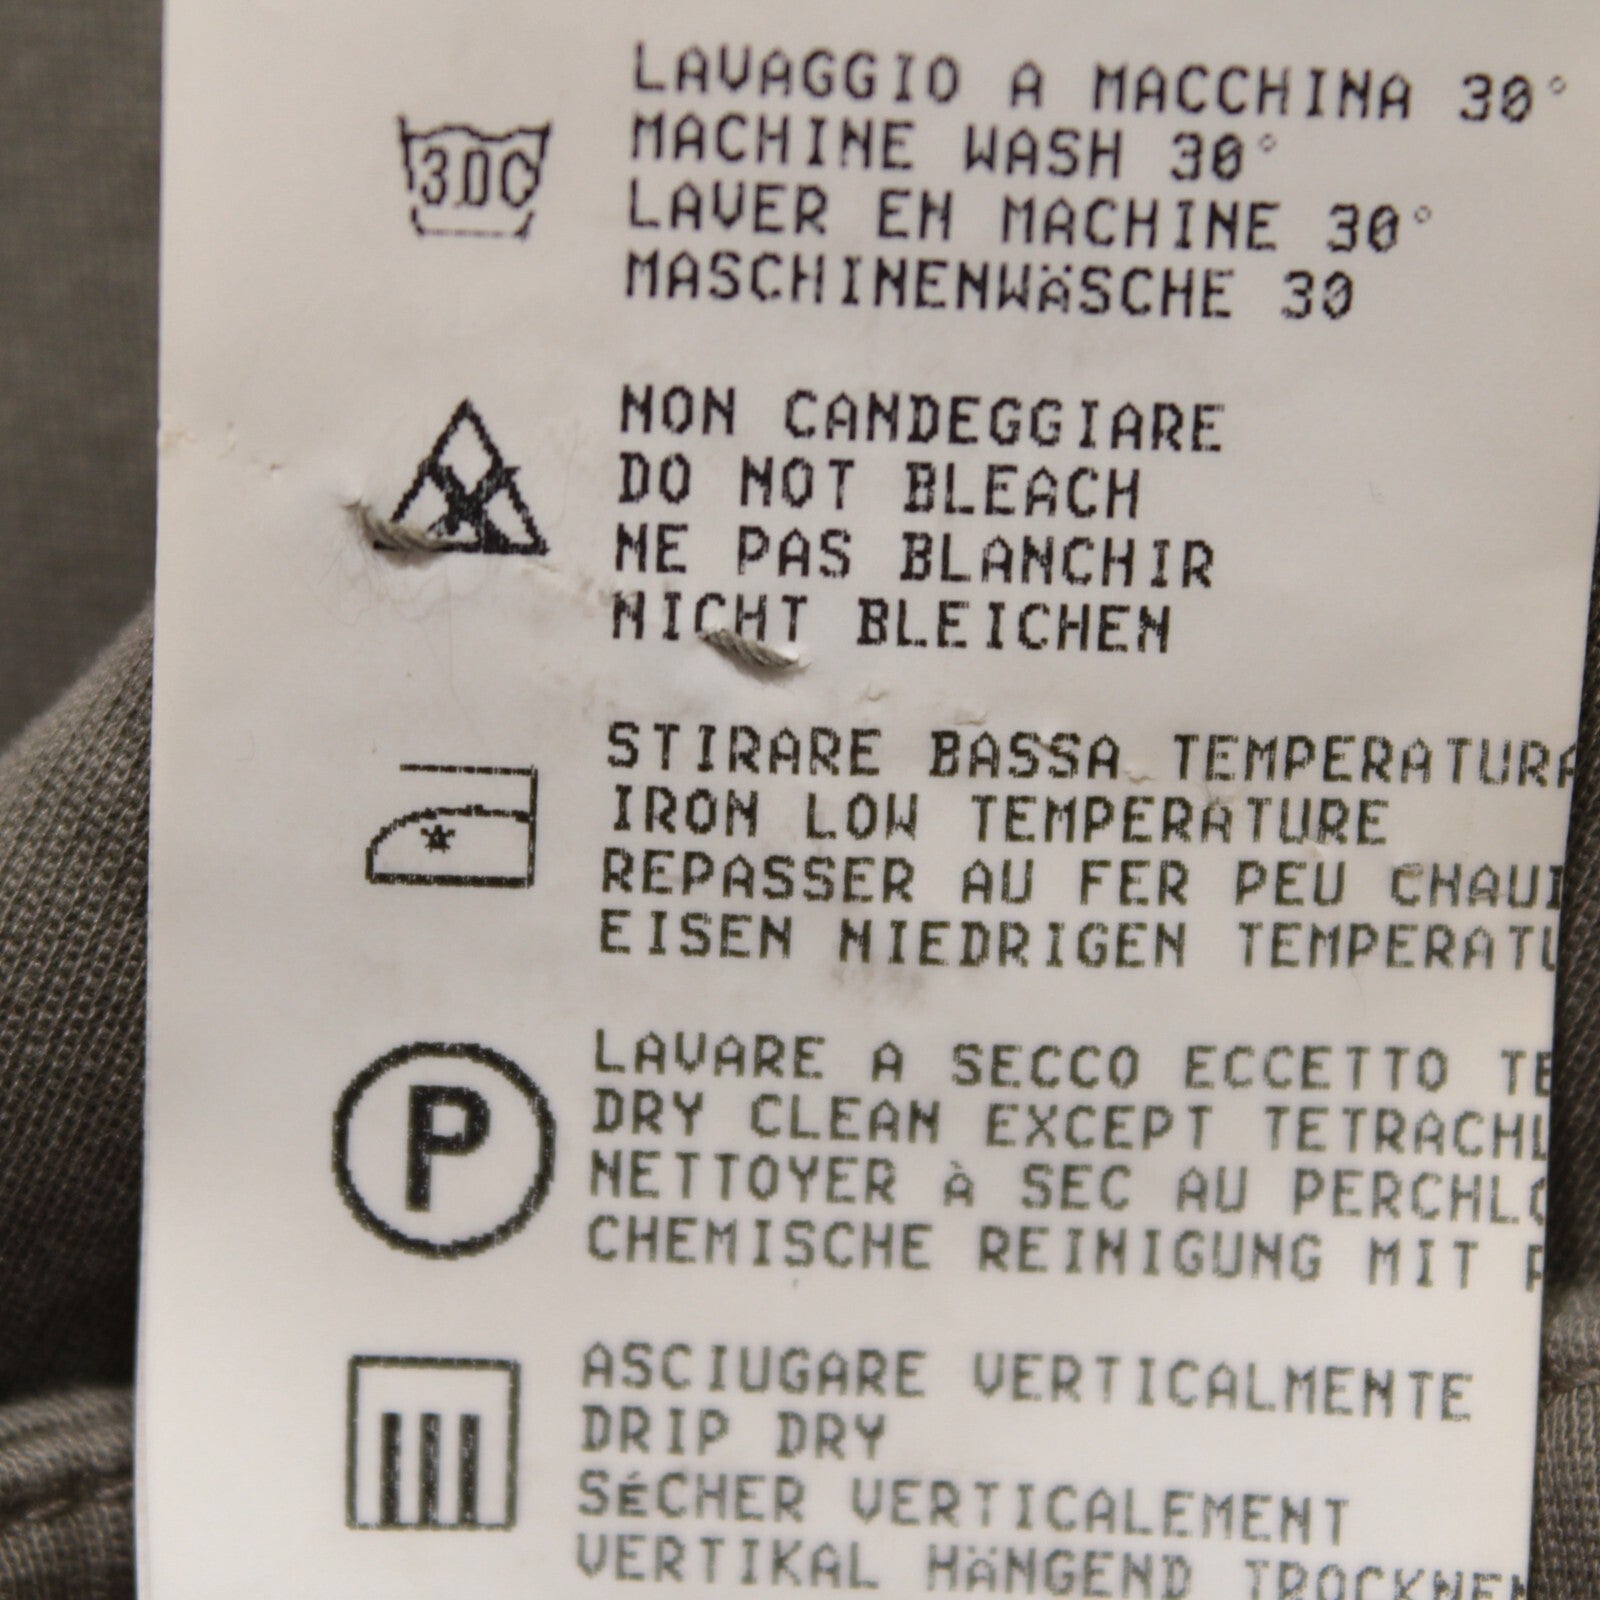 LAVAGGIO A MACCHINA 30°
30C MACHINE WASH 30°
LAVER EN MACHINE 30°
MASCHINENWÄSCHE 30
NON CANDEGGIARE
DO NOT BLEACH
NE PAS BLANCHIR
NICHT BLEICHEN
STIRARE BASSA TEMPERATURA
IRON LOW TEMPERATURE
REPASSER AU FER PEU
EISEN NIEDRIGEN
LAVARE A SECCO ECCETTO
P DRY CLEAN EXCEPT
NETTOYER À SEC AU
CHEMISCHE REINIGUNG MIT
ASCIUGARE VERTICALMENTE
DRIP DRY
SÉCHER VERTICALEMENT
VERTIKAL HÄNGEND TROCKNEN